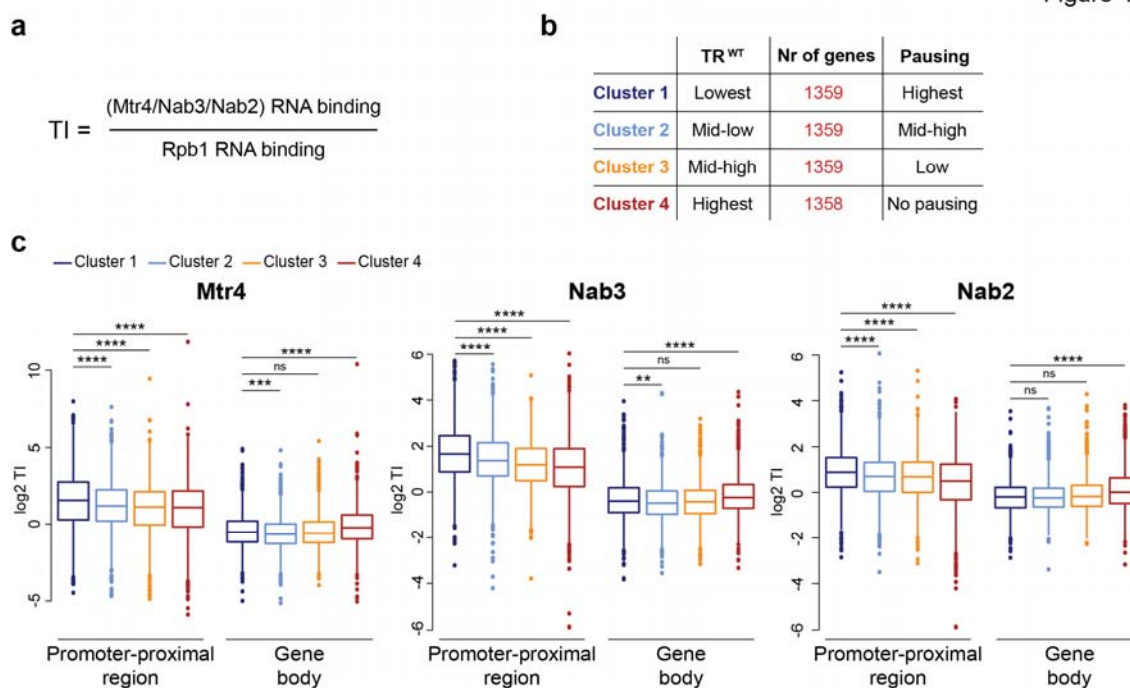 Figure
a
TI =
(Mtr4/Nab3/Nab2) RNA binding
Rpb1 RNA binding
b
TR WT Nr of genes Pausing
Cluster 1 Lowest 1359 Highest
Cluster 2 Mid-low 1359 Mid-high
Cluster 3 Mid-high 1359 Low
Cluster 4 Highest 1358 No pausing
c
Cluster 1 Cluster 2 Cluster 3 Cluster 4
Mtr4
****
****
****
****
ns
***
log2 TI
10
5
0
-5
Promoter-proximal
region
Gene
body
Nab3
****
****
****
****
ns
**
log2 TI
6
4
2
0
-2
-4
-6
Promoter-proximal
region
Gene
body
Nab2
****
****
****
****
ns
ns
log2 TI
6
4
2
0
-2
-4
-6
Promoter-proximal
region
Gene
body